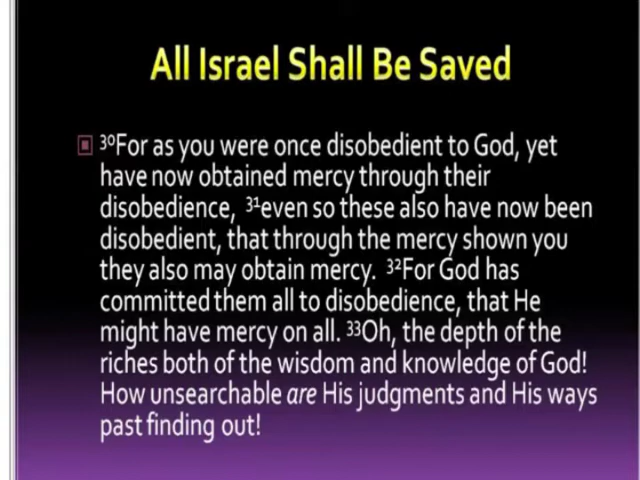 All Israel Shall Be Saved
³⁰For as you were once disobedient to God, yet
have now obtained mercy through their
disobedience, ³¹even so these also have now been
disobedient, that through the mercy shown you
they also may obtain mercy. ³²For God has
committed them all to disobedience, that He
might have mercy on all. ³³Oh, the depth of the
riches both of the wisdom and knowledge of God!
How unsearchable are His judgments and His ways
past finding out!